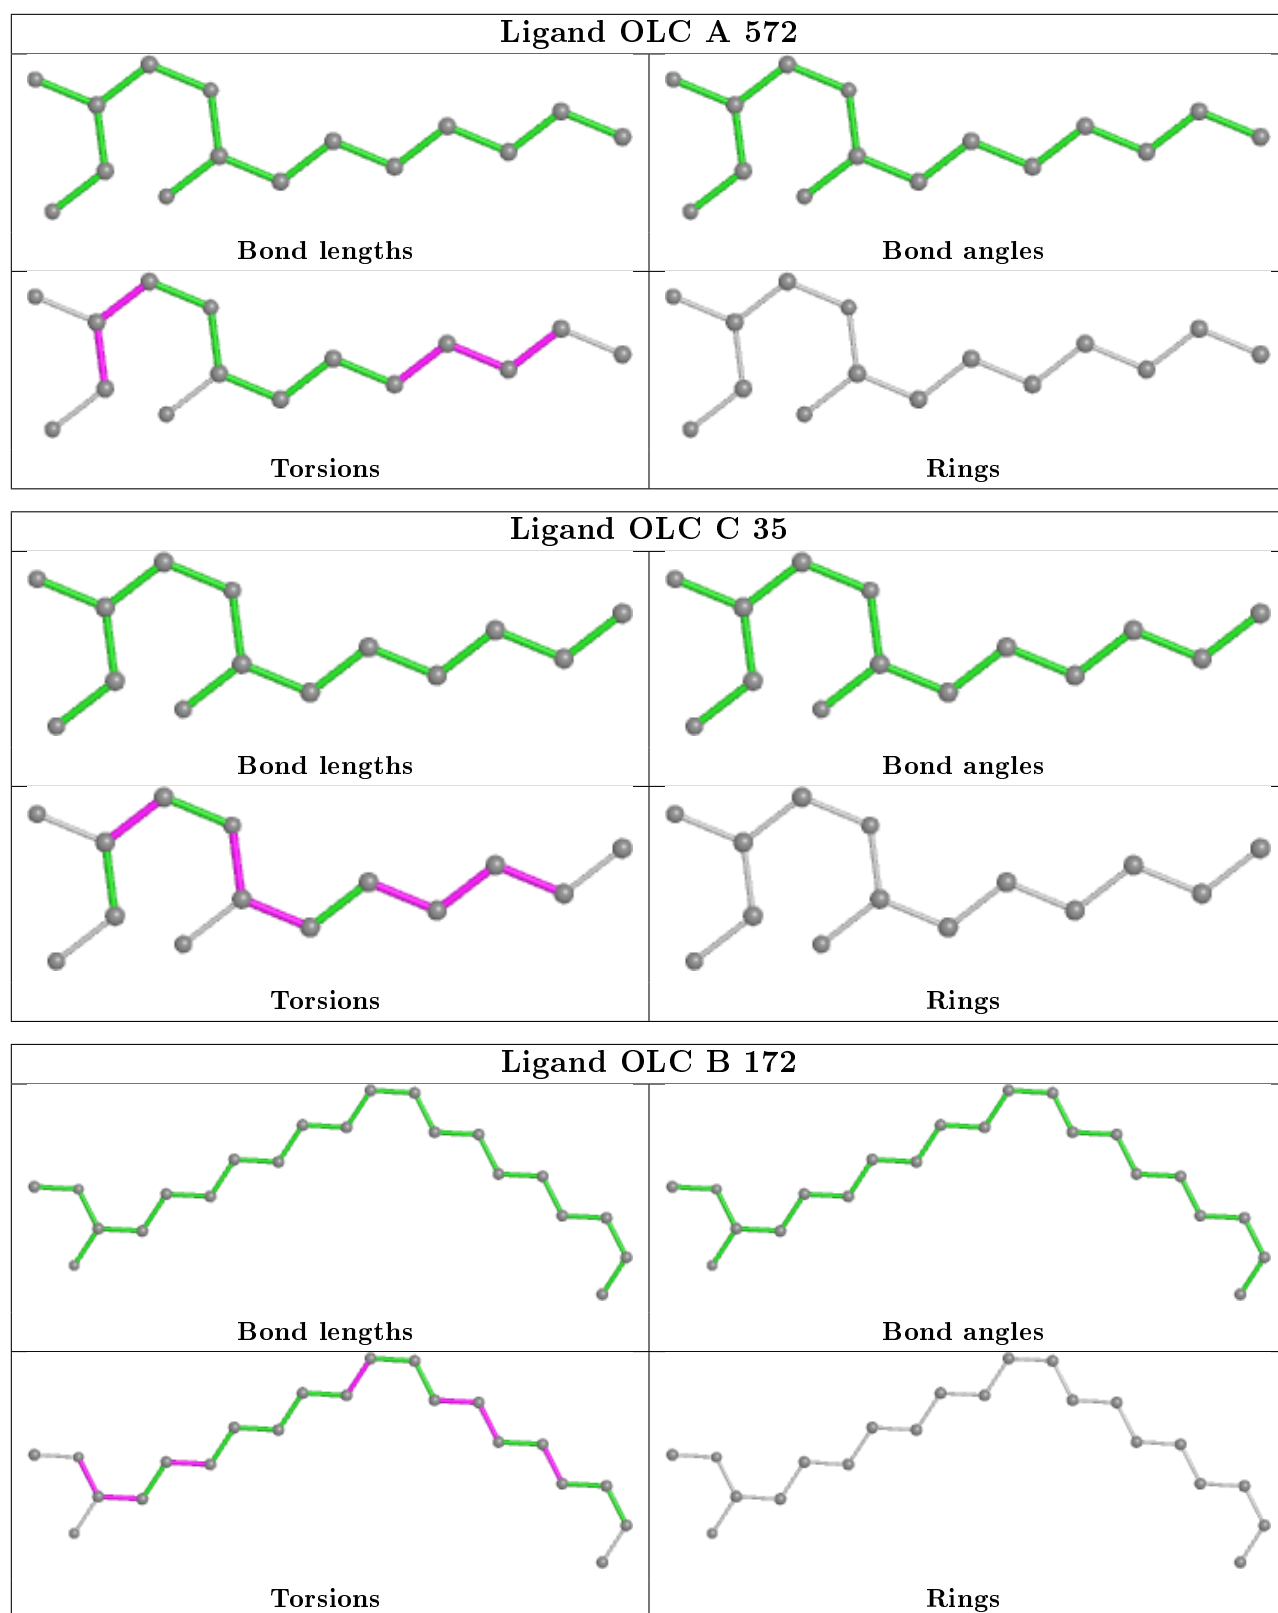 Ligand OLC A 572
Bond lengths
Bond angles
Torsions
Rings
Ligand OLC C 35
Bond lengths
Bond angles
Torsions
Rings
Ligand OLC B 172
Bond lengths
Bond angles
Torsions
Rings